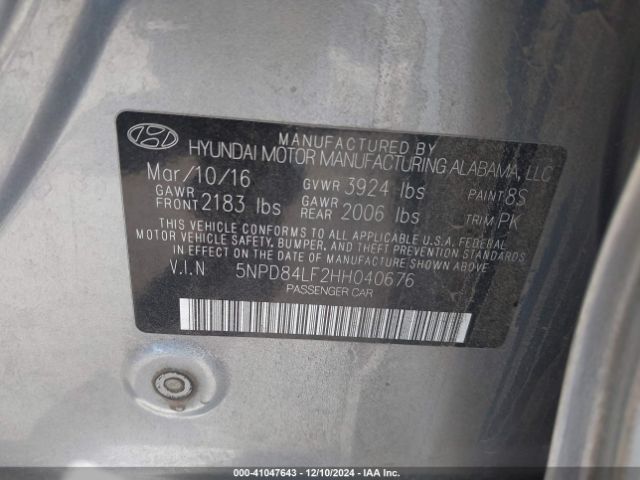 MANUFACTURED BY
HYUNDAI MOTOR MANUFACTURING ALABAMA, LLC
Mar/10/16 GVWR 3924 lbs PAINT 8S
GAWR FRONT 2183 lbs GAWR REAR 2006 lbs TRIM PK
THIS VEHICLE CONFORMS TO ALL APPLICABLE U.S.A. FEDERAL
MOTOR VEHICLE SAFETY, BUMPER, AND THEFT PREVENTION STANDARDS
IN EFFECT ON THE DATE OF MANUFACTURE SHOWN ABOVE.
V.I.N 5NPD84LF2HH040676
PASSENGER CAR
000-41047643 • 12/10/2024 - IAA Inc.